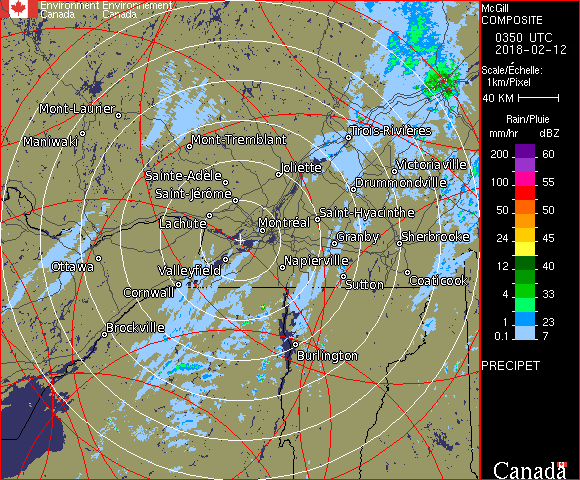 Environment Environnement
Canada Canada
McGill
COMPOSITE
0350 UTC
2018-02-12
Scale/Échelle:
1km/Pixel
40 KM
Rain/Pluie
mm/hr dBZ
200 60
150 57
100 55
50 50
24 45
12 40
4 33
1 23
0.1 7
PRECIPET
Canada
Mont-Laurier
Maniwaki
Mont-Tremblant
Trois-Rivières
Sainte-Adèle
Joliette
Victoriaville
Saint-Jérôme
Drummondville
Lachute
Montréal
Saint-Hyacinthe
Granby
Sherbrooke
Ottawa
Valleyfield
Napierville
Cornwall
Sutton
Coaticook
Brockville
Burlington